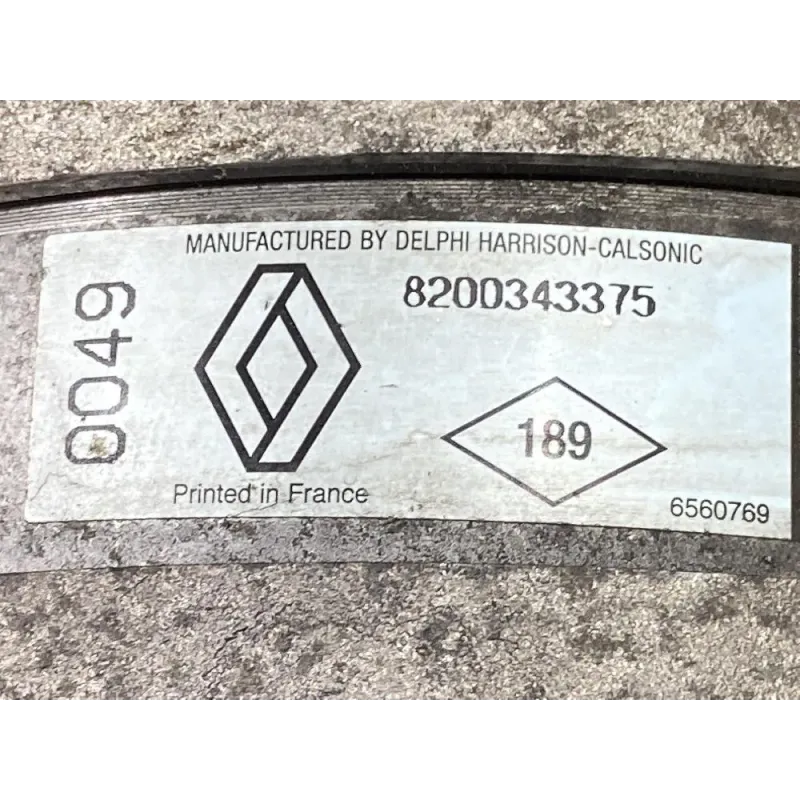 MANUFACTURED BY DELPHI HARRISON-CALSONIC
8200343375
0049
189
Printed in France
6560769